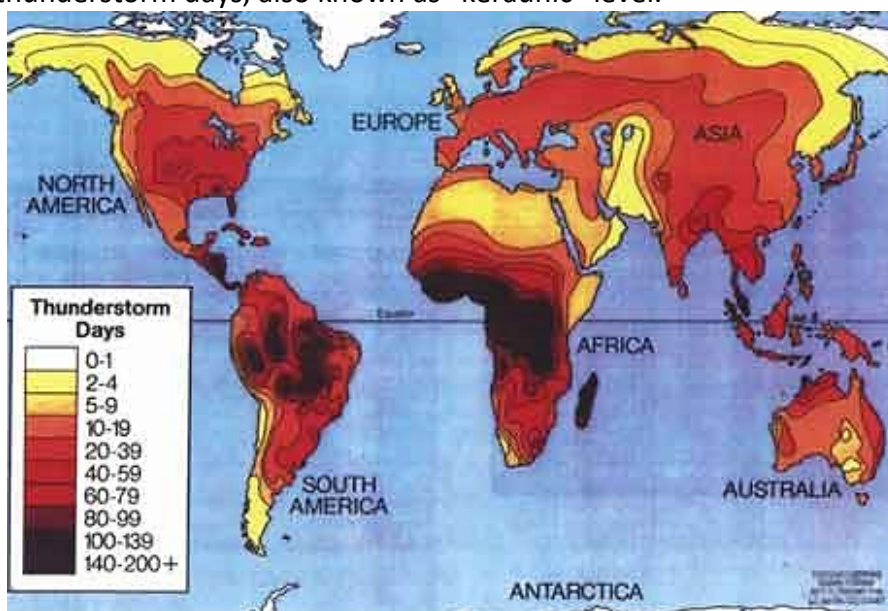 thunderstorm days, also known as "keraunic" level.
EUROPE
ASIA
NORTH
AMERICA
Thunderstorm
Days
0-1
2-4
5-9
10-19
20-39
40-59
60-79
80-99
100-139
140-200+
Equator
AFRICA
SOUTH
AMERICA
AUSTRALIA
ANTARCTICA